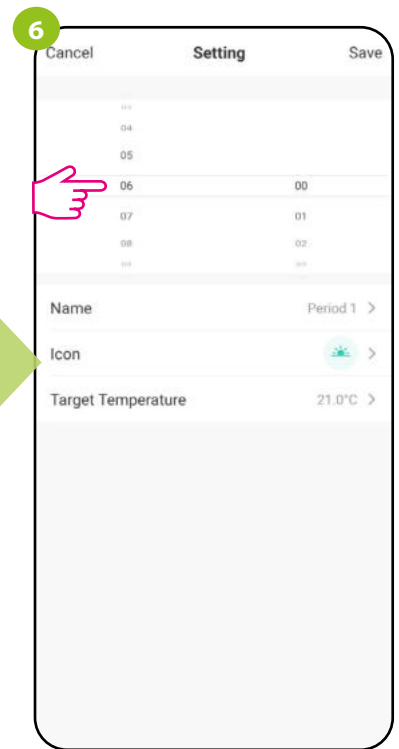 6
Cancel Setting Save
03
04
05
06 00
07 01
08 02
Name Period 1 >
Icon >
Target Temperature 21.0°C >